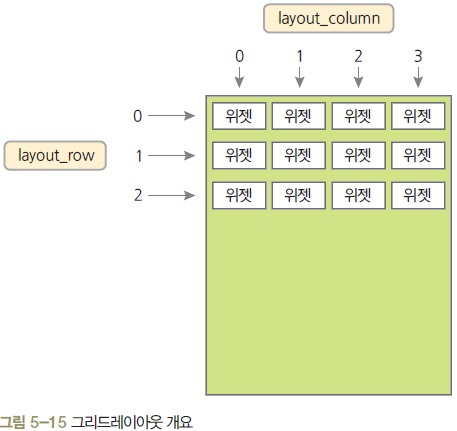 layout_column
0 1 2 3
0 위젯 위젯 위젯 위젯
layout_row 1 위젯 위젯 위젯 위젯
2 위젯 위젯 위젯 위젯
그림 5-15 그리드레이아웃 개요